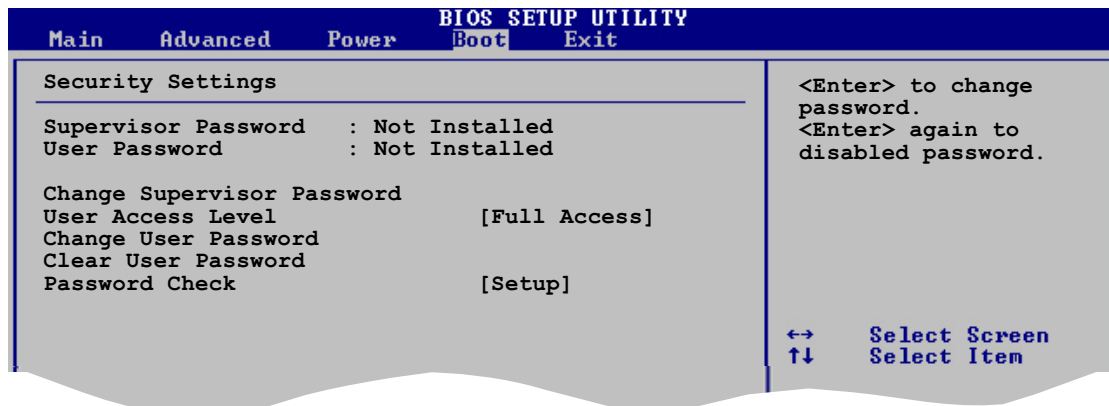 BIOS SETUP UTILITY
Main Advanced Power Boot Exit
Security Settings
Supervisor Password : Not Installed
User Password : Not Installed
Change Supervisor Password
User Access Level [Full Access]
Change User Password
Clear User Password
Password Check [Setup]
<Enter> to change
password.
<Enter> again to
disabled password.
←→ Select Screen
↑↓ Select Item